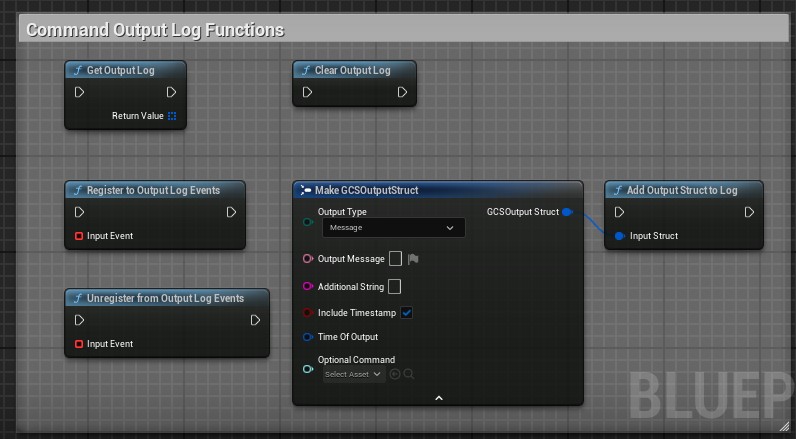 Command Output Log Functions
Get Output Log
Return Value
Clear Output Log
Register to Output Log Events
Input Event
Unregister from Output Log Events
Input Event
Make GCSOutputStruct
Output Type
Message
GCSOutput Struct
Output Message
Additional String
Include Timestamp
Time Of Output
Optional Command
Select Asset
Add Output Struct to Log
Input Struct
BLUEP